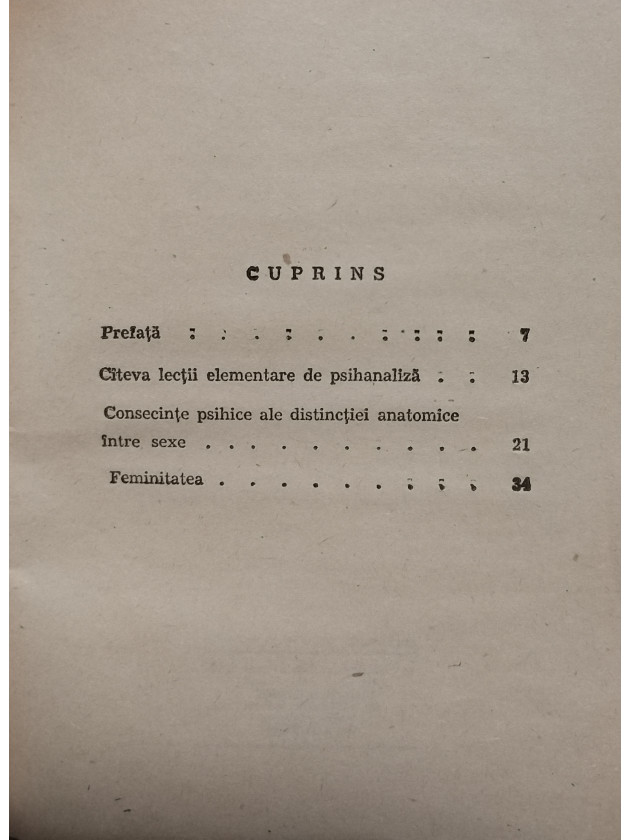 CUPRINS
Prefață : . . : . . : . : : : : 7
Cîteva lecții elementare de psihanaliză . : 13
Consecințe psihice ale distincției anatomice
între sexe . . . . . . . . . . 21
Feminitatea . . . . . . . . . 34